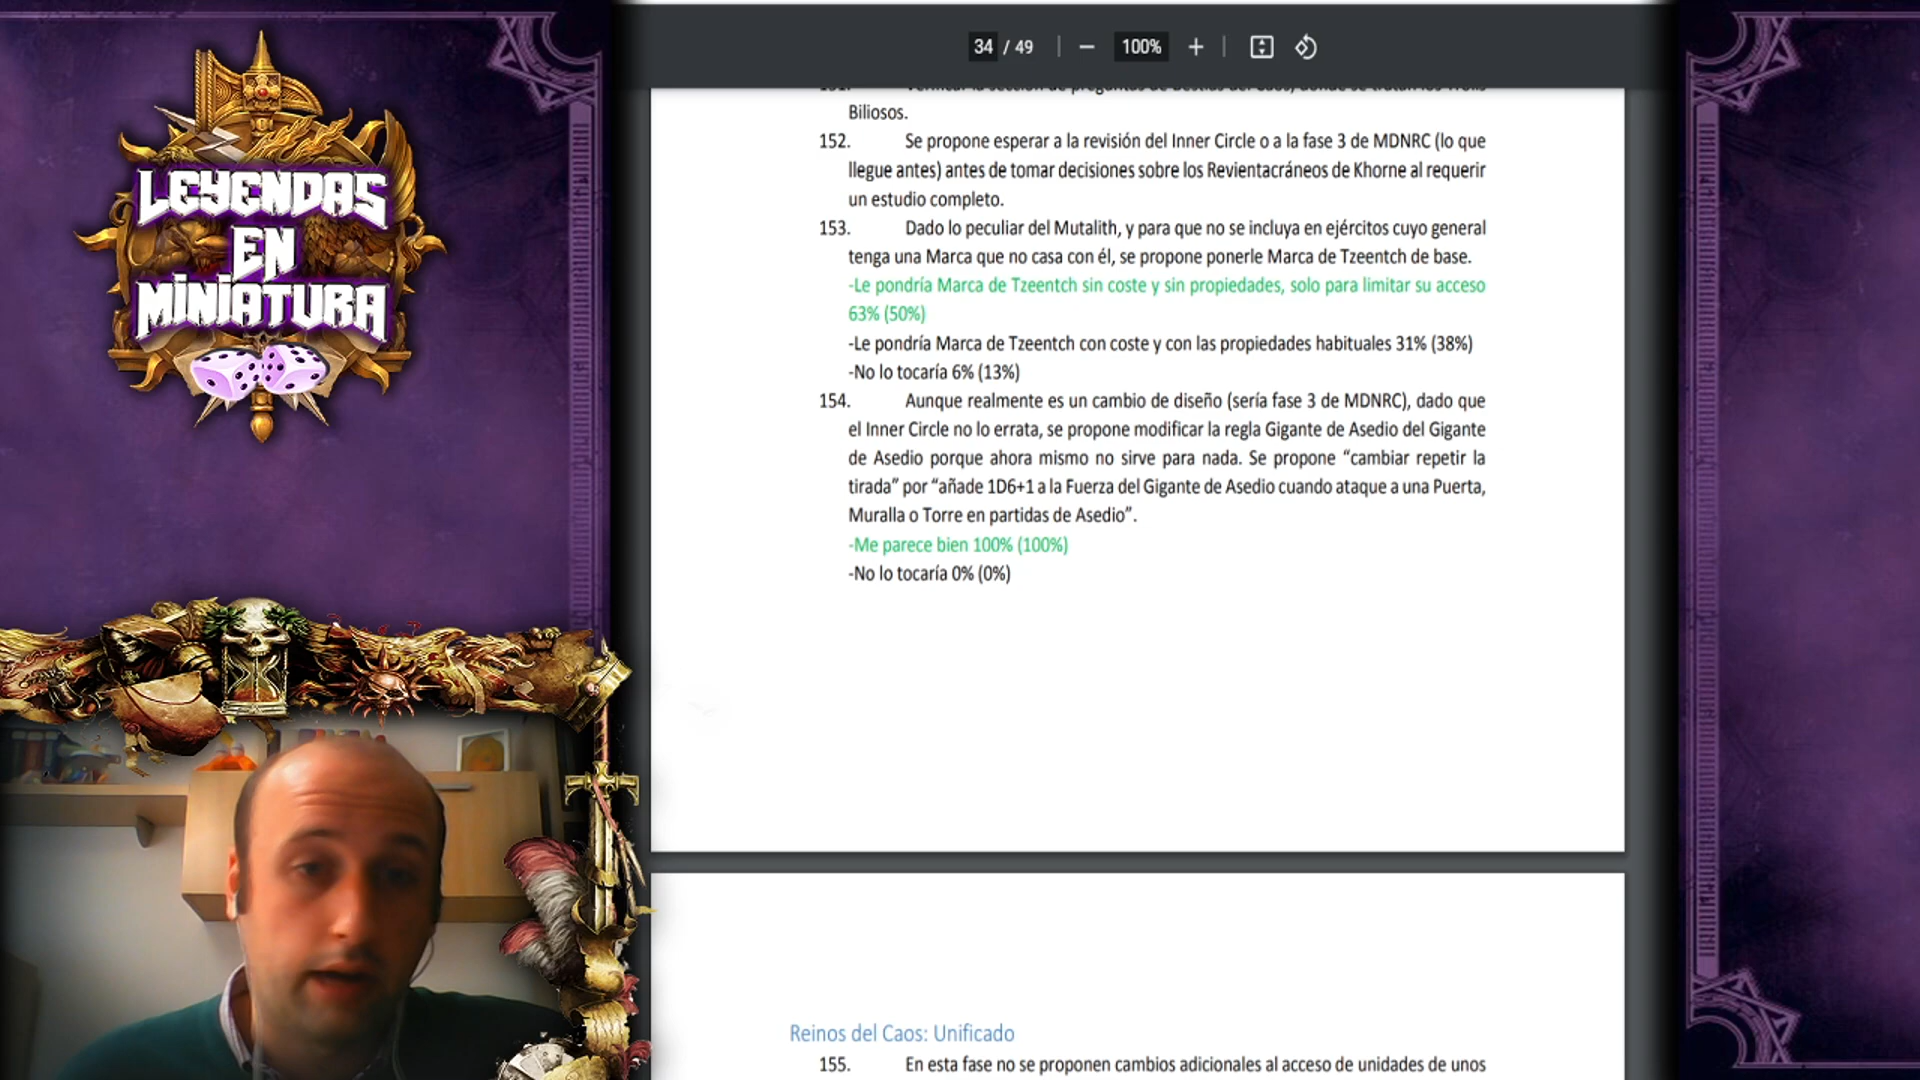 LEYENDAS
EN
MINIATURA
34 / 49
100%
Biliosos.
152. Se propone esperar a la revisión del Inner Circle o a la fase 3 de MDNRC (lo que
llegue antes) antes de tomar decisiones sobre los Revientacráneos de Khorne al requerir
un estudio completo.
153. Dado lo peculiar del Mutalith, y para que no se incluya en ejércitos cuyo general
tenga una Marca que no casa con él, se propone ponerle Marca de Tzeentch de base.
-Le pondría Marca de Tzeentch sin coste y sin propiedades, solo para limitar su acceso
63% (50%)
-Le pondría Marca de Tzeentch con coste y con las propiedades habituales 31% (38%)
-No lo tocaría 6% (13%)
154. Aunque realmente es un cambio de diseño (sería fase 3 de MDNRC), dado que
el Inner Circle no lo errata, se propone modificar la regla Gigante de Asedio del Gigante
de Asedio porque ahora mismo no sirve para nada. Se propone “cambiar repetir la
tirada” por “añade 1D6+1 a la Fuerza del Gigante de Asedio cuando ataque a una Puerta,
Muralla o Torre en partidas de Asedio”.
-Me parece bien 100% (100%)
-No lo tocaría 0% (0%)
Reinos del Caos: Unificado
155. En esta fase no se proponen cambios adicionales al acceso de unidades de unos